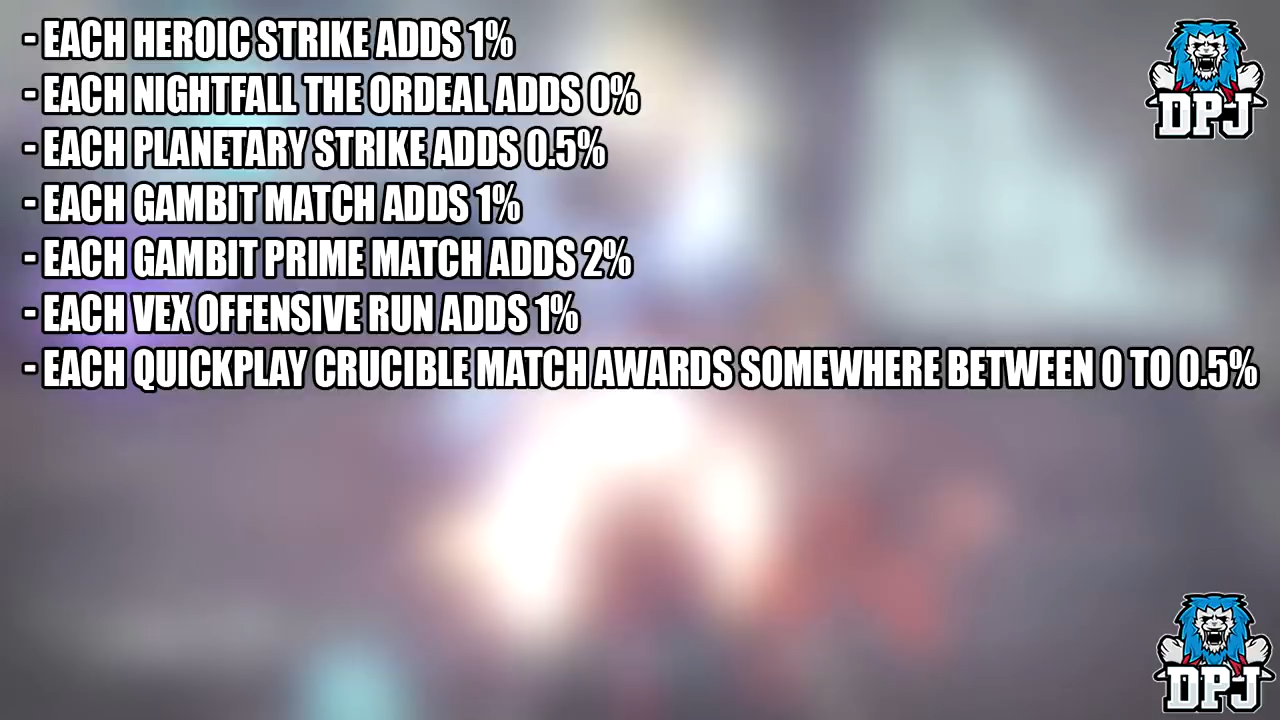 - EACH HEROIC STRIKE ADDS 1%
- EACH NIGHTFALL THE ORDEAL ADDS 0%
- EACH PLANETARY STRIKE ADDS 0.5%
- EACH GAMBIT MATCH ADDS 1%
- EACH GAMBIT PRIME MATCH ADDS 2%
- EACH VEX OFFENSIVE RUN ADDS 1%
- EACH QUICKPLAY CRUCIBLE MATCH AWARDS SOMEWHERE BETWEEN 0 TO 0.5%
DPJ
DPJ